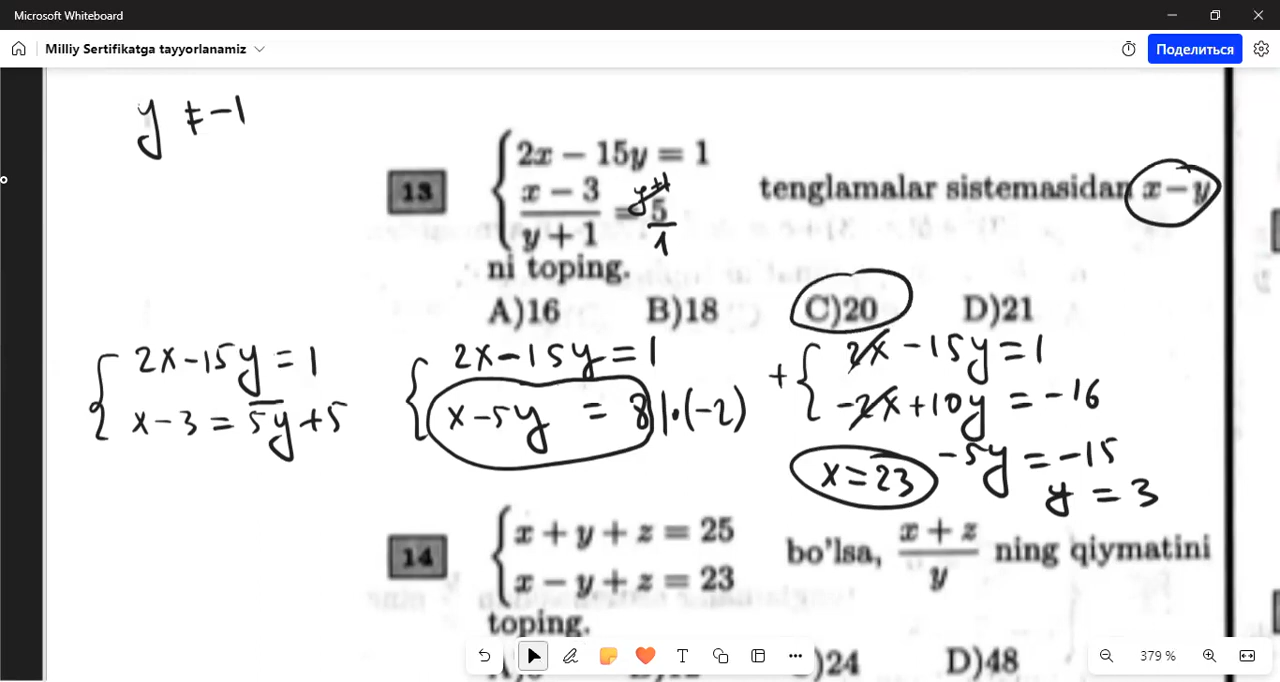 Microsoft Whiteboard
Milliy Sertifikatga tayyorlanamiz
Поделиться
y ≠ -1
13
2x − 15y = 1
(x − 3)/(y + 1) = 5/1
y+1
tenglamalar sistemasidan x−y
ni toping.
A)16 B)18 C)20 D)21
2x-15y=1
x-3=5y+5
2x-15y=1
x-5y = 8 |·(-2)
+ 2x-15y=1
-2x+10y=-16
-5y=-15
x=23
y=3
14
x + y + z = 25
x − y + z = 23
bo'lsa, (x + z)/y ning qiymatini
toping.
)24 D)48
379 %